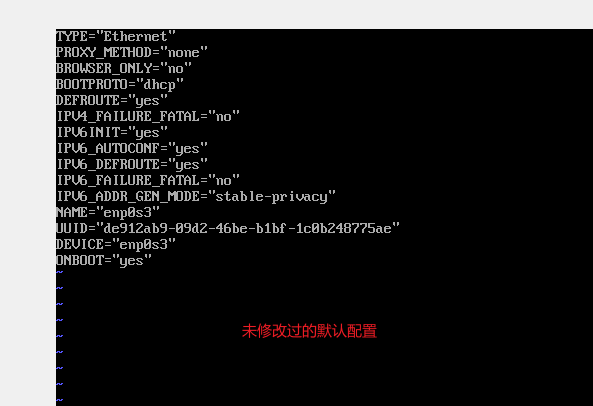 TYPE="Ethernet"
PROXY_METHOD="none"
BROWSER_ONLY="no"
BOOTPROTO="dhcp"
DEFROUTE="yes"
IPV4_FAILURE_FATAL="no"
IPV6INIT="yes"
IPV6_AUTOCONF="yes"
IPV6_DEFROUTE="yes"
IPV6_FAILURE_FATAL="no"
IPV6_ADDR_GEN_MODE="stable-privacy"
NAME="enp0s3"
UUID="de912ab9-09d2-46be-b1bf-1c0b248775ae"
DEVICE="enp0s3"
ONBOOT="yes"
~
~
~
~
未修改过的默认配置
~
~
~
~
~